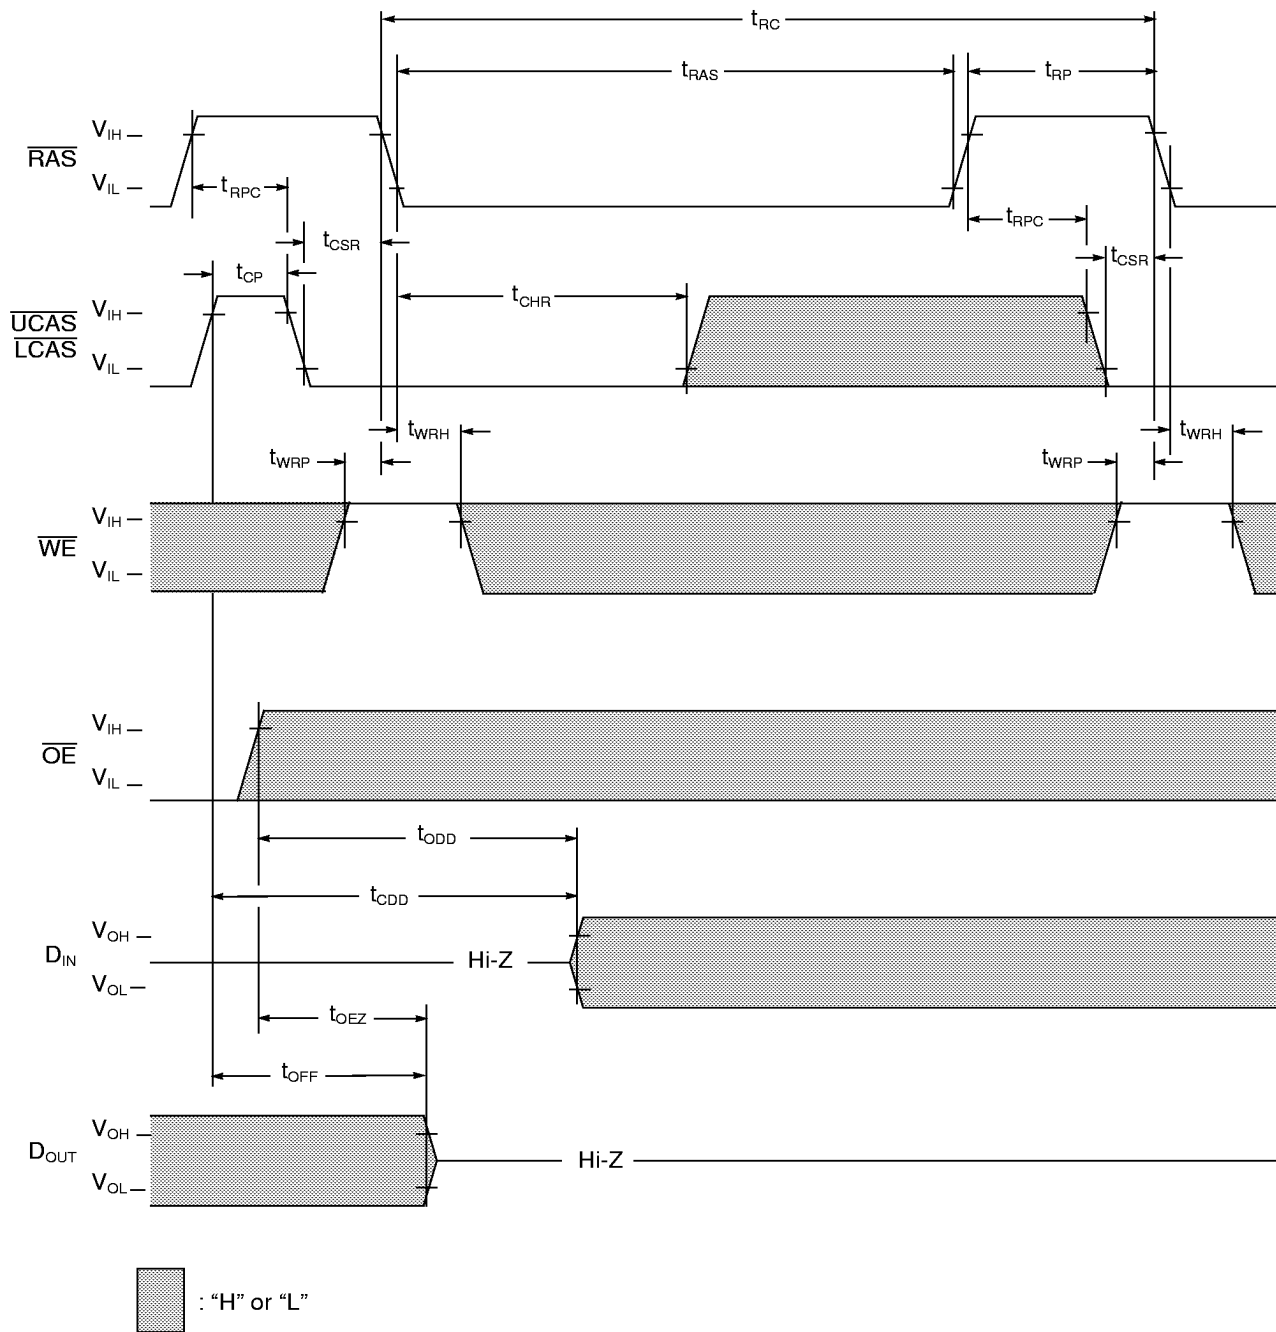 tRC
tRAS
tRP
VIH
RAS
VIL
tRPC
tRPC
tCSR
tCSR
tCP
tCHR
VIH
UCAS
LCAS
VIL
tWRH
tWRH
tWRP
tWRP
VIH
WE
VIL
VIH
OE
VIL
tODD
tCDD
VOH
DIN
Hi-Z
VOL
tOEZ
tOFF
VOH
DOUT
Hi-Z
VOL
: “H” or “L”